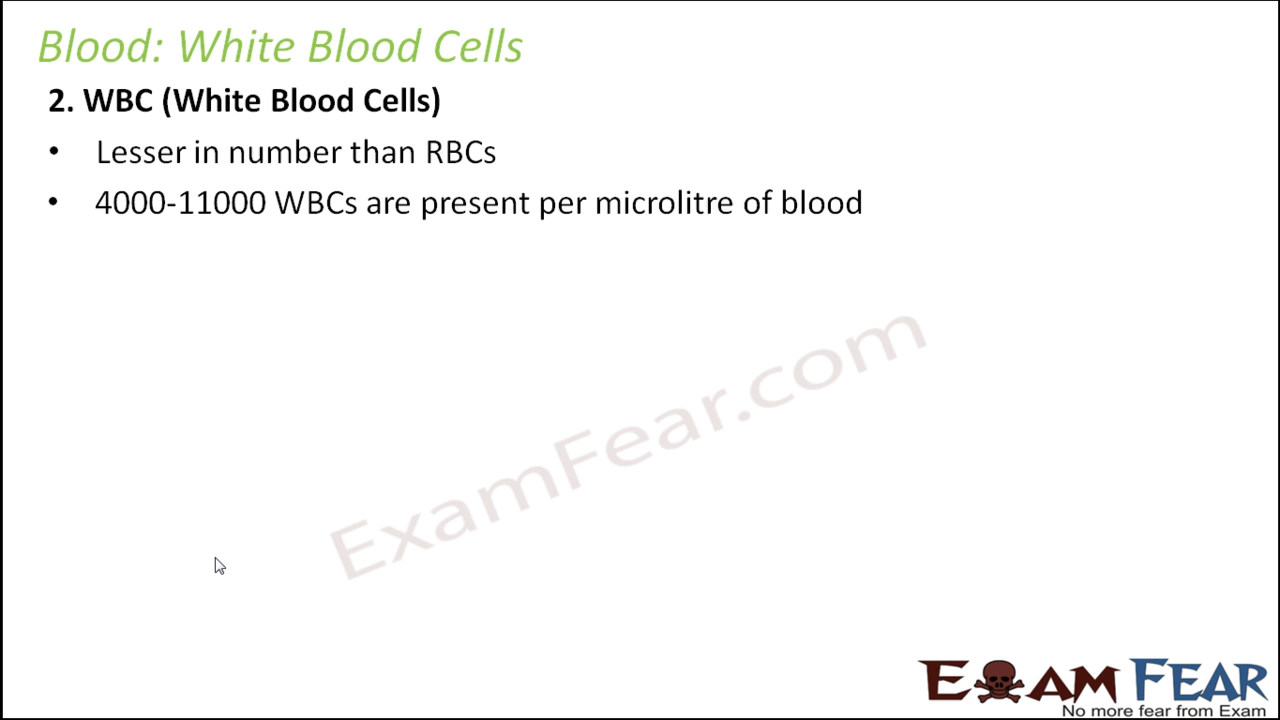 Blood: White Blood Cells
2. WBC (White Blood Cells)
• Lesser in number than RBCs
• 4000-11000 WBCs are present per microlitre of blood
ExamFear.com
EXAM FEAR
No more fear from Exam